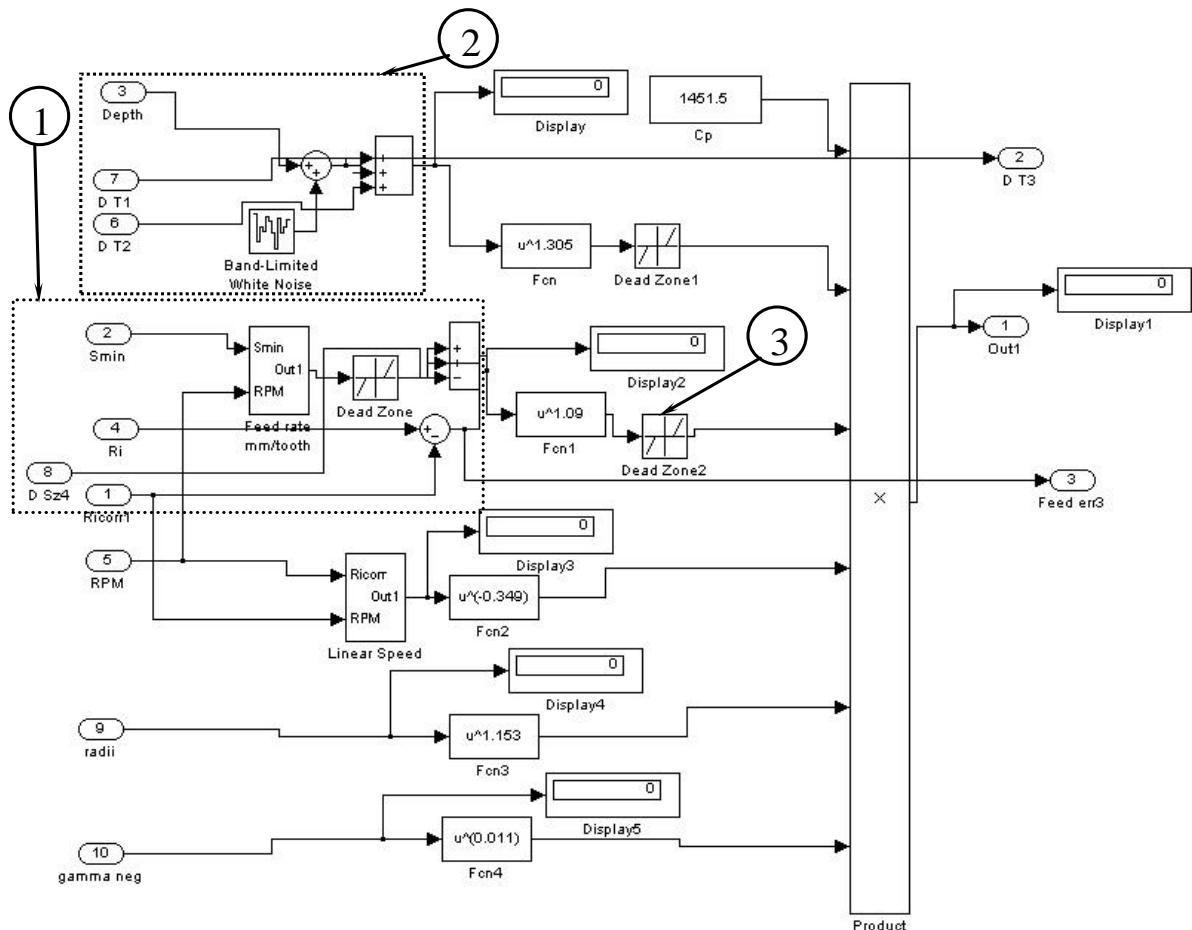 2
1
3
Depth
7
D T1
6
D T2
+
+
Band-Limited
White Noise
+
+
+
0
Display
1451.5
Cp
2
D T3
u^1.305
Fcn
Dead Zone1
0
Display1
1
Out1
2
Smin
Smin
Out1
RPM
Feed rate
mm/tooth
Dead Zone
+
+
−
0
Display2
3
u^1.09
Fcn1
Dead Zone2
4
Ri
+
−
8
D Sz4
1
Ricorr1
3
Feed err3
×
5
RPM
Ricorr
Out1
RPM
Linear Speed
0
Display3
u^(-0.349)
Fcn2
0
Display4
9
radii
u^1.153
Fcn3
0
Display5
10
gamma neg
u^(0.011)
Fcn4
Product